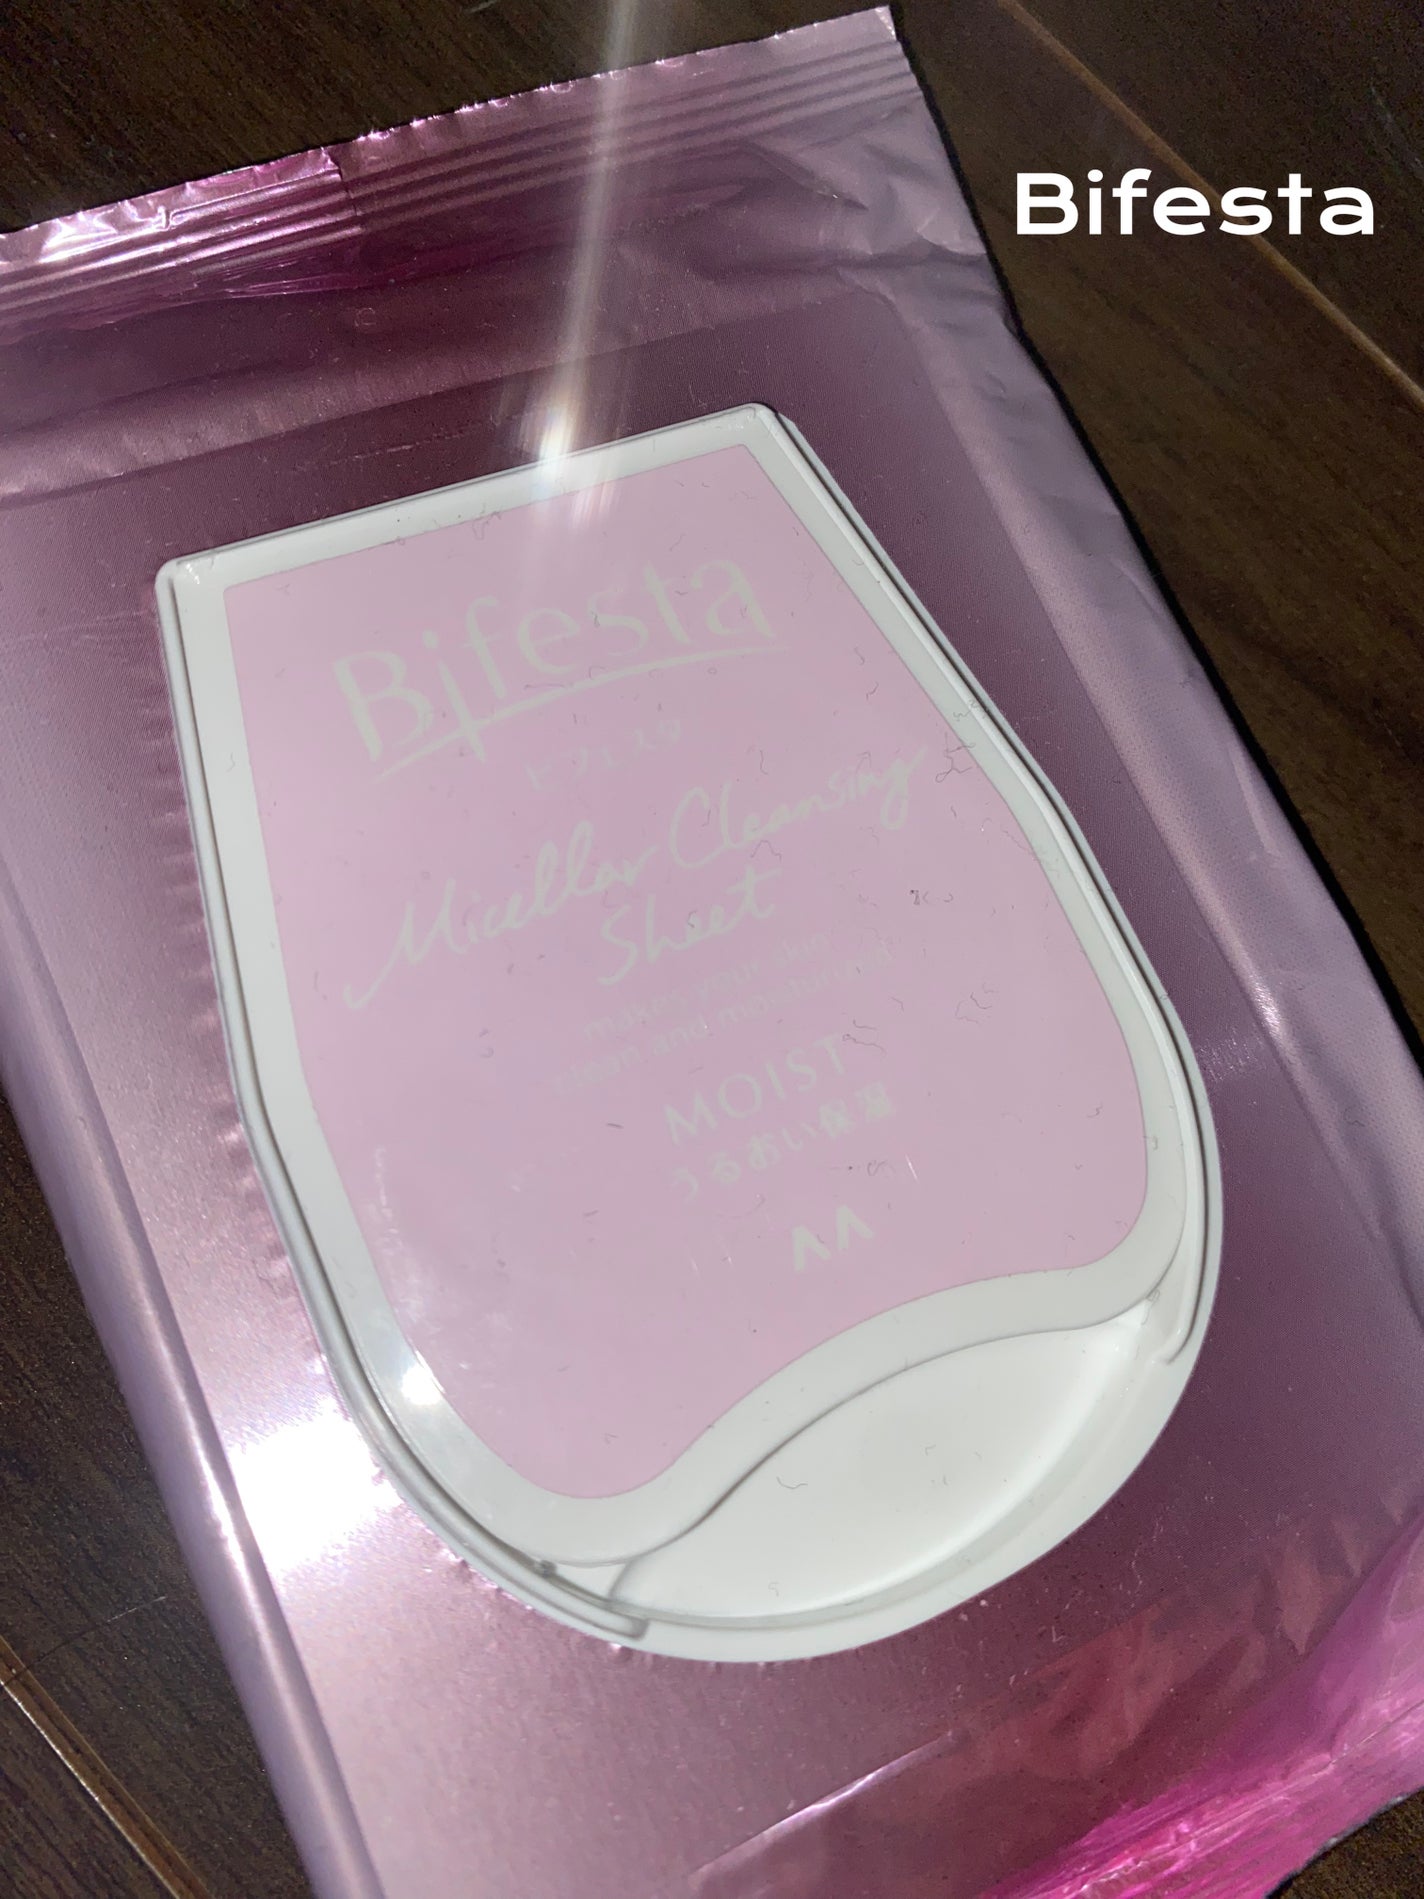 Bifesta
Bifesta
ビフェスタ
Micellar Cleansing
Sheet
makes your skin
clean and moisturized
MOIST
うるおい保湿